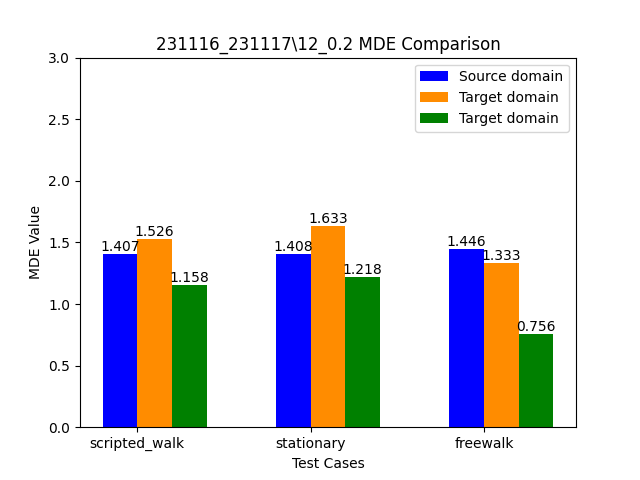 231116_231117\12_0.2 MDE Comparison
3.0
2.5
2.0
1.5
1.0
0.5
0.0
MDE Value
Source domain
Target domain
Target domain
1.407
1.526
1.158
1.408
1.633
1.218
1.446
1.333
0.756
scripted_walk
stationary
freewalk
Test Cases